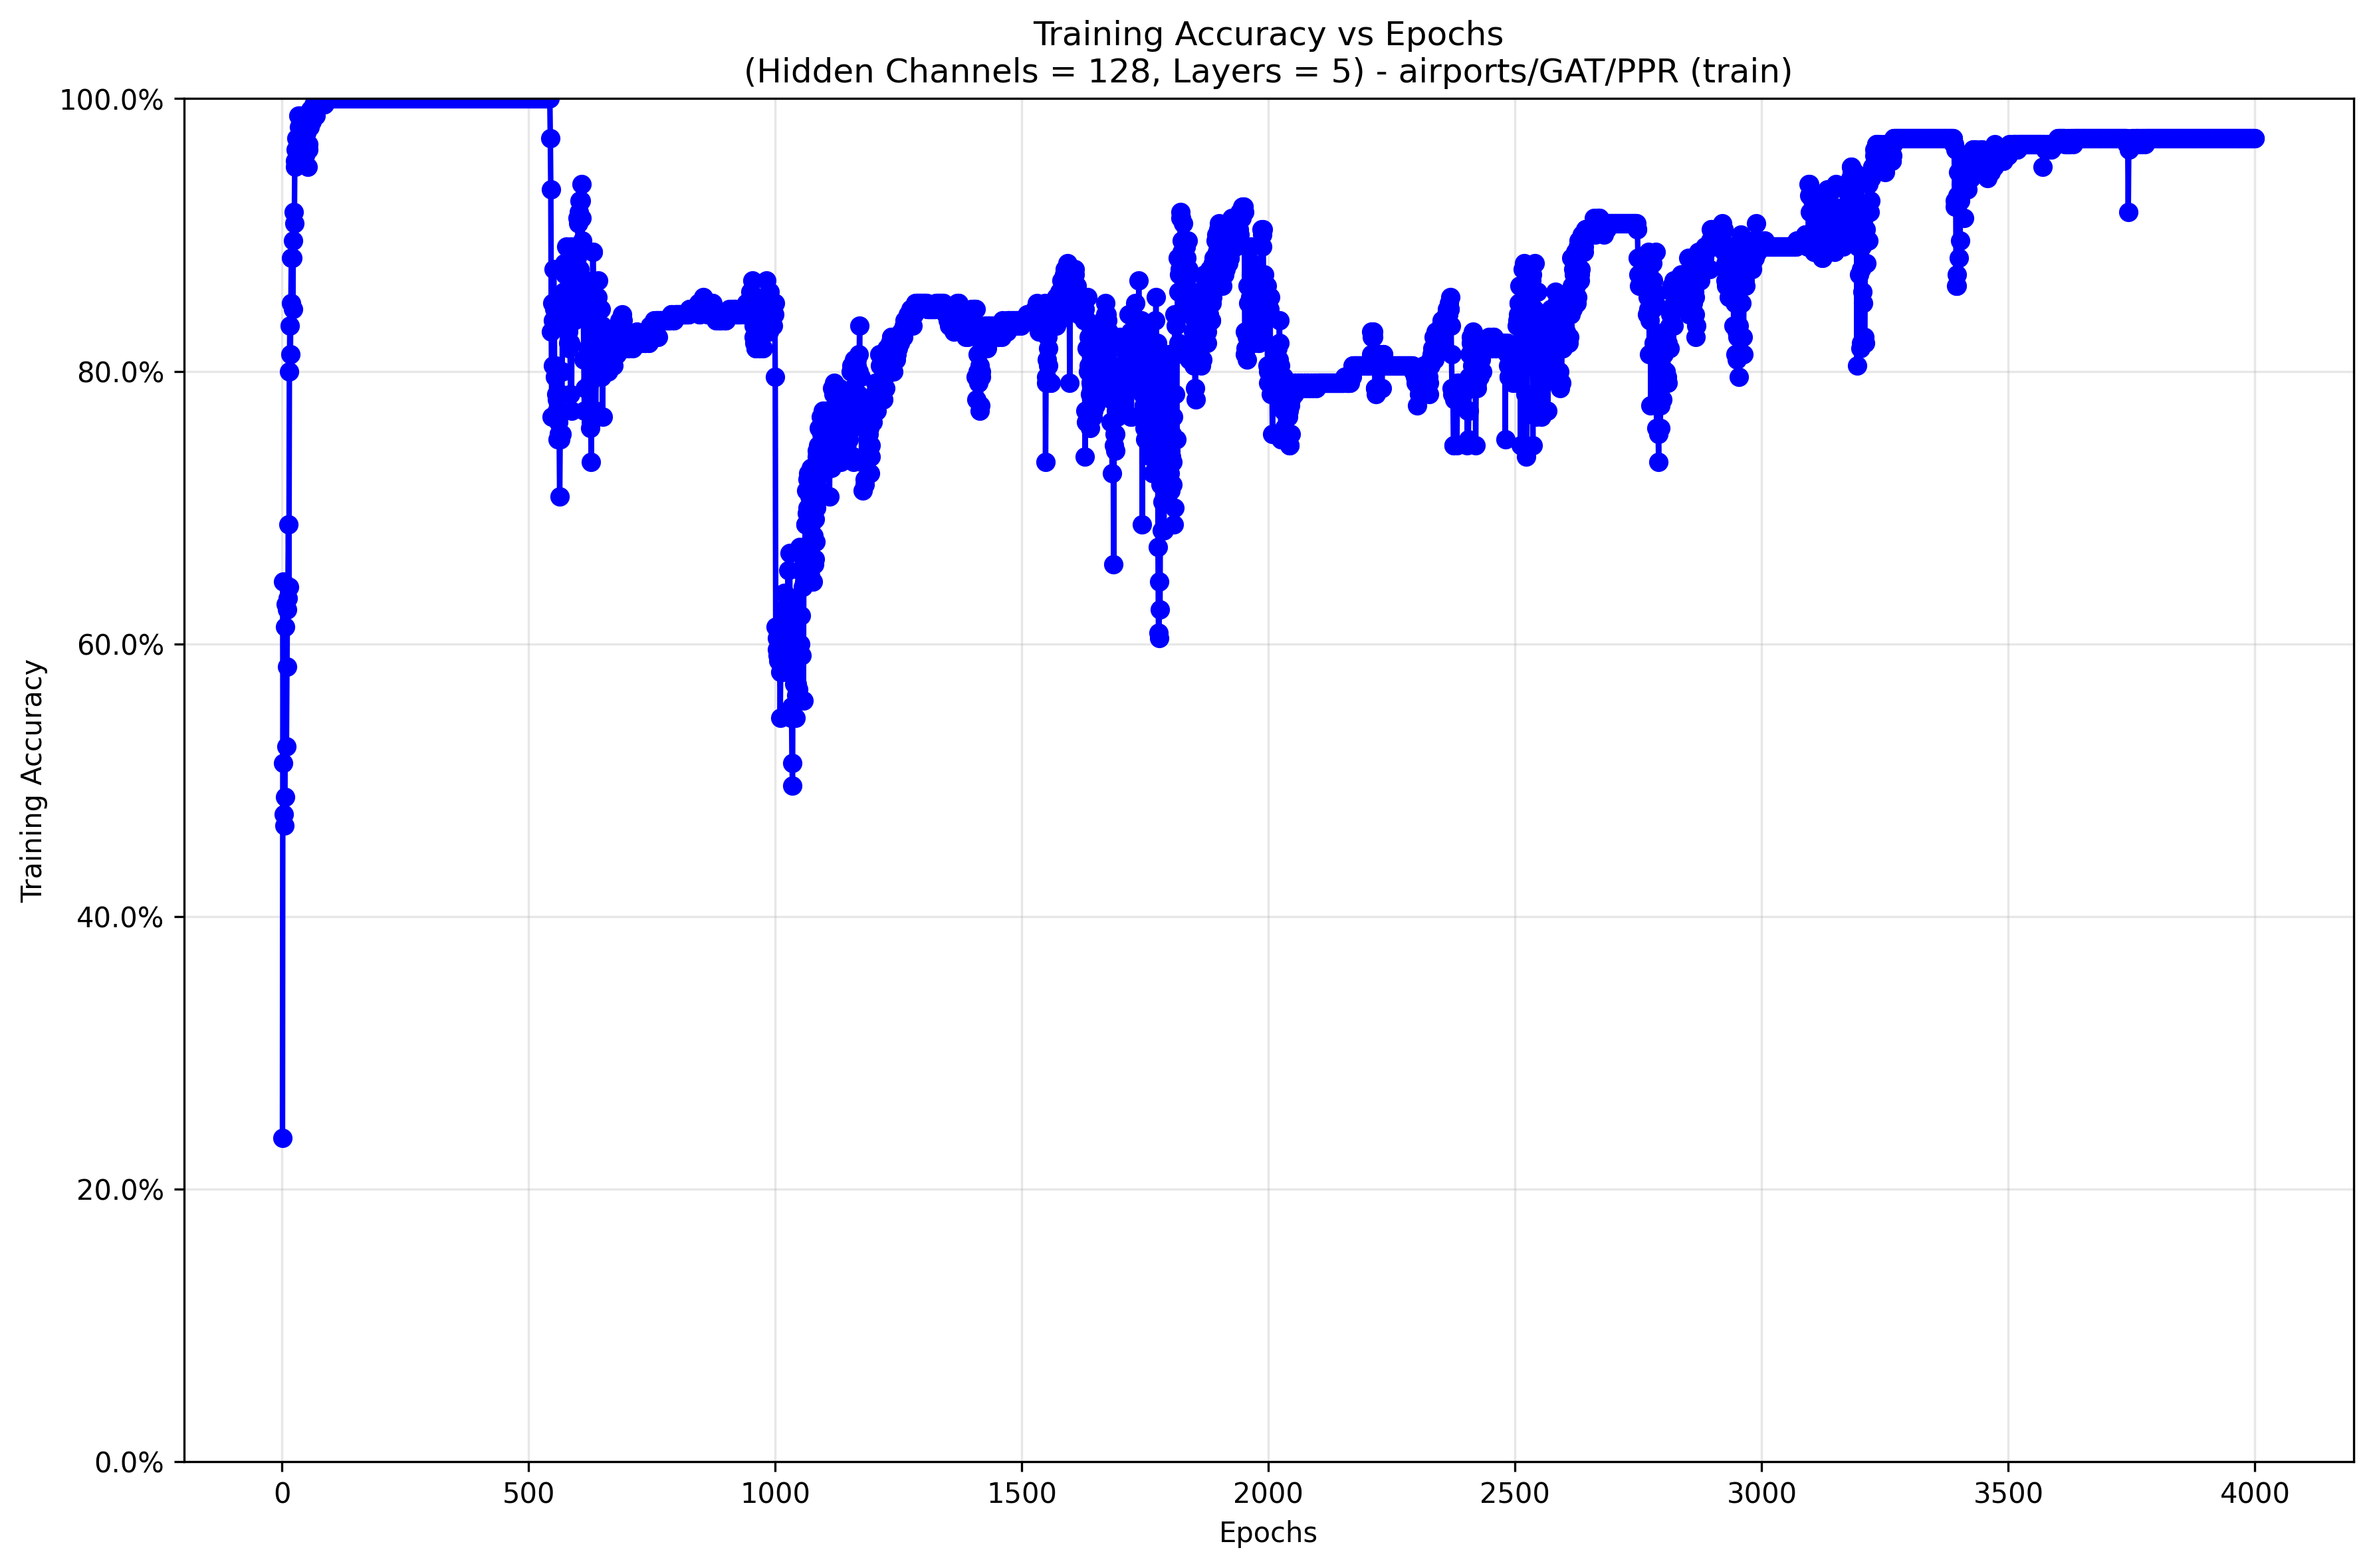 Training Accuracy vs Epochs
(Hidden Channels = 128, Layers = 5) - airports/GAT/PPR (train)
Training Accuracy
100.0%
80.0%
60.0%
40.0%
20.0%
0.0%
0 500 1000 1500 2000 2500 3000 3500 4000
Epochs